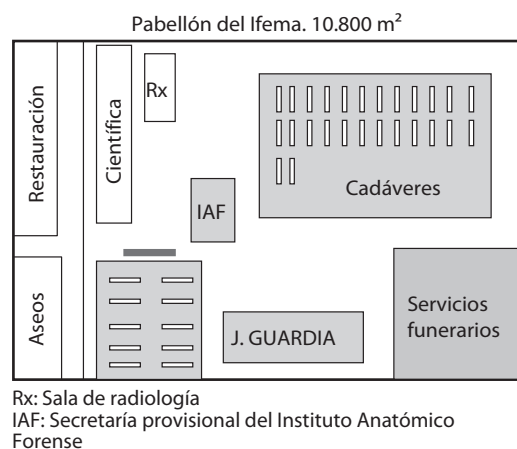 Pabellón del Ifema. 10.800 m²
Restauración
Científica
Rx
Cadáveres
IAF
Aseos
J. GUARDIA
Servicios
funerarios
Rx: Sala de radiología
IAF: Secretaría provisional del Instituto Anatómico
Forense